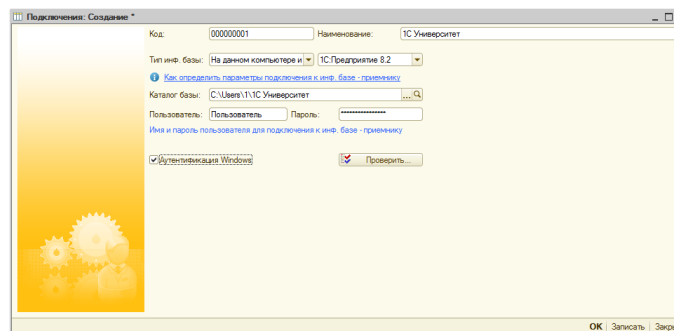 Подключения: Создание *
Код: 000000001 Наименование: 1С Университет
Тип инф. базы: На данном компьютере и 1С:Предприятие 8.2
Как определить параметры подключения к инф. базе - приемнику
Каталог базы: C:\Users\1\1С Университет ...
Пользователь: Пользователь Пароль: ****************
Имя и пароль пользователя для подключения к инф. базе - приемнику
Аутентификация Windows Проверить...
OK Записать Закры